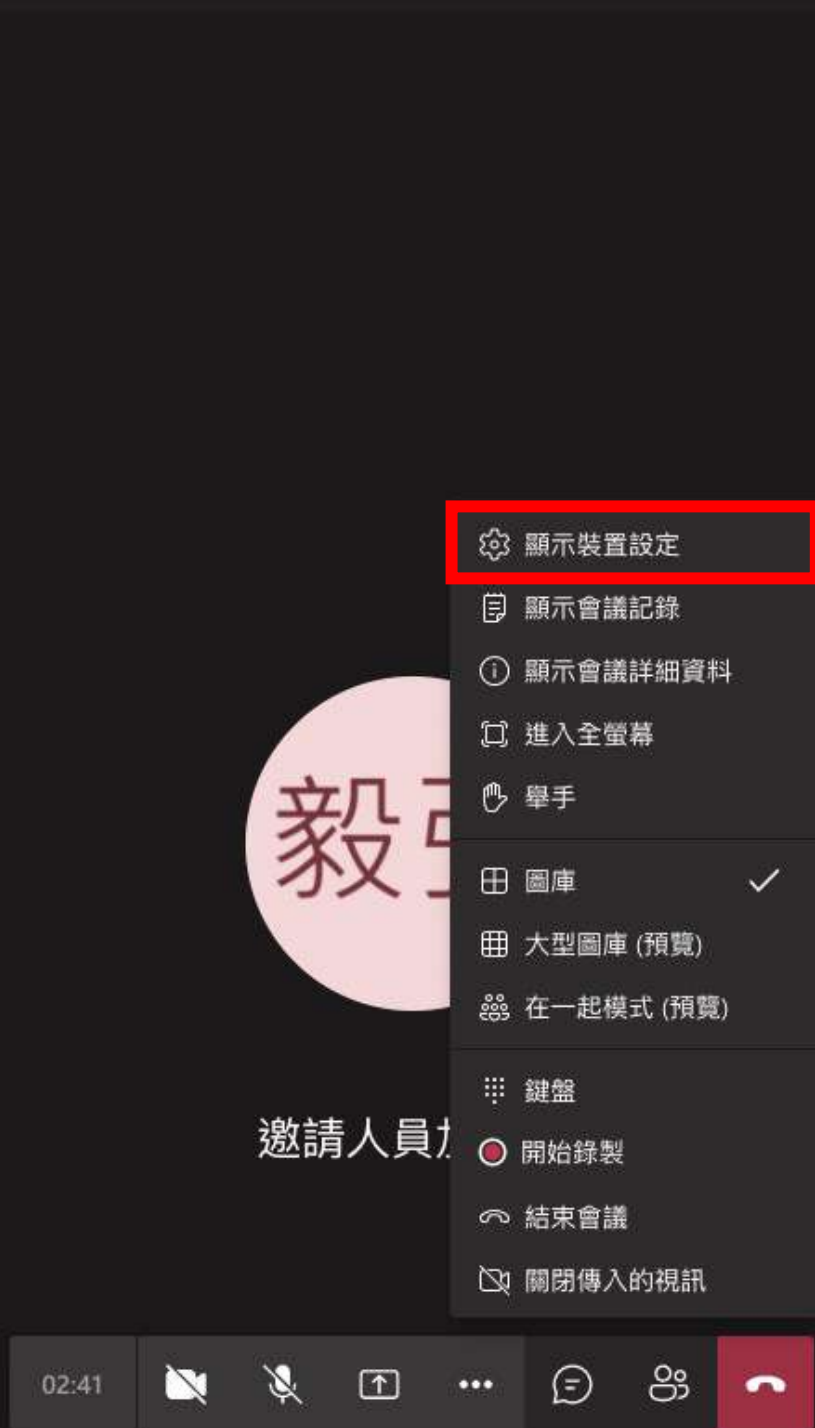 顯示裝置設定
顯示會議記錄
顯示會議詳細資料
進入全螢幕
舉手
毅
圖庫
大型圖庫 (預覽)
在一起模式 (預覽)
鍵盤
邀請人員
開始錄製
結束會議
關閉傳入的視訊
02:41